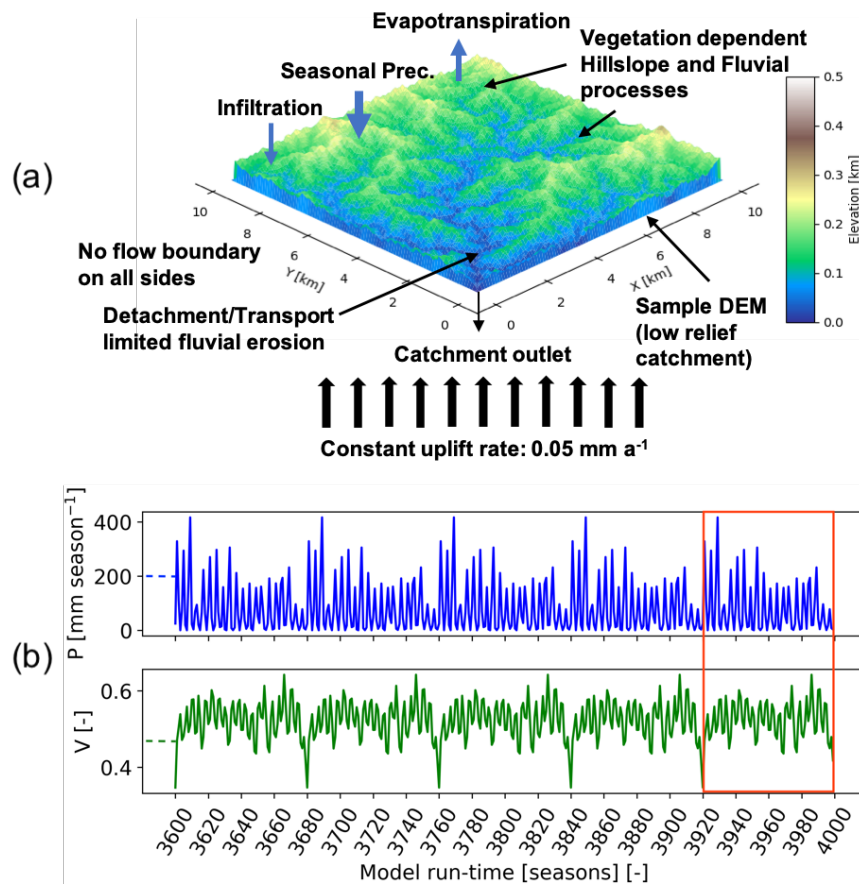 (a)
Evapotranspiration
Seasonal Prec.
Infiltration
Vegetation dependent
Hillslope and Fluvial
processes
0.5
0.4
0.3
0.2
0.1
0.0
Elevation [km]
10
8
6
4
2
0
Y [km]
0
2
4
6
8
10
X [km]
No flow boundary
on all sides
Detachment/Transport
limited fluvial erosion
Catchment outlet
Sample DEM
(low relief
catchment)
Constant uplift rate: 0.05 mm a⁻¹
(b)
P [mm season⁻¹]
400
200
0
V [-]
0.6
0.4
3600
3620
3640
3660
3680
3700
3720
3740
3760
3780
3800
3820
3840
3860
3880
3900
3920
3940
3960
3980
4000
Model run-time [seasons] [-]